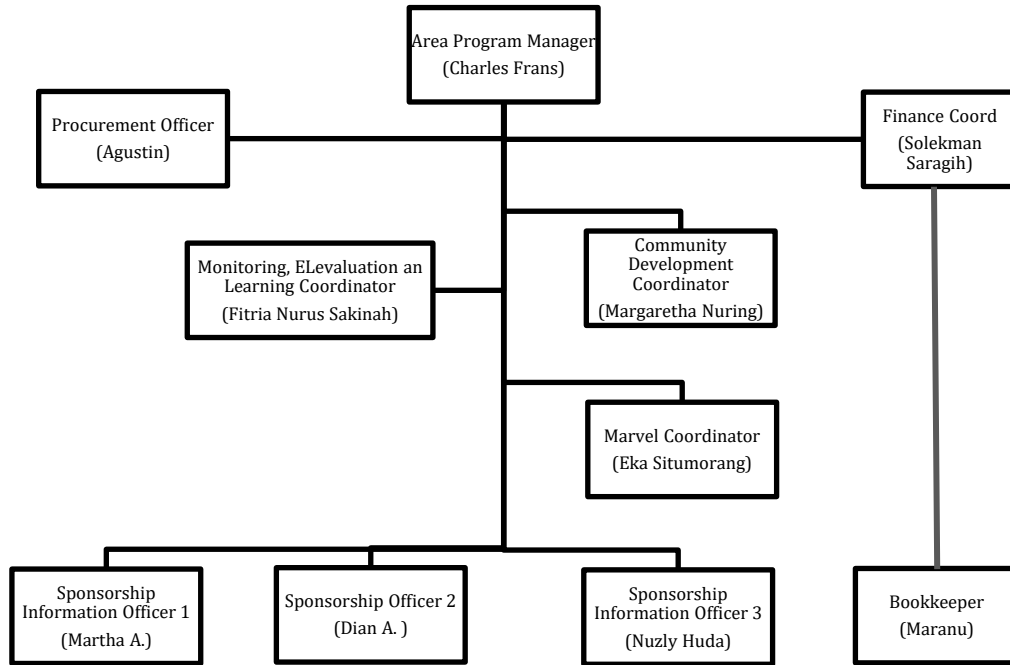 Area Program Manager
(Charles Frans)
Procurement Officer
(Agustin)
Finance Coord
(Solekman
Saragih)
Community
Development
Coordinator
(Margaretha Nuring)
Monitoring, ELevaluation an
Learning Coordinator
(Fitria Nurus Sakinah)
Marvel Coordinator
(Eka Situmorang)
Sponsorship
Information Officer 1
(Martha A.)
Sponsorship Officer 2
(Dian A. )
Sponsorship
Information Officer 3
(Nuzly Huda)
Bookkeeper
(Maranu)